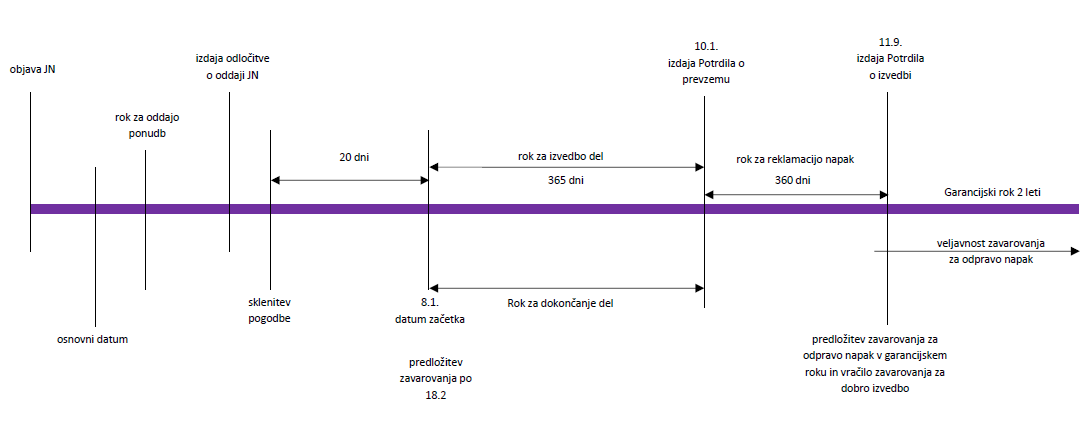 objava JN
osnovni datum
rok za oddajo
ponudb
izdaja odločitve
o oddaji JN
sklenitev
pogodbe
20 dni
8.1.
datum začetka
predložitev
zavarovanja po
18.2
rok za izvedbo del
365 dni
Rok za dokončanje del
10.1.
izdaja Potrdila o
prevzemu
rok za reklamacijo napak
360 dni
11.9.
izdaja Potrdila
o izvedbi
predložitev zavarovanja za
odpravo napak v garancijskem
roku in vračilo zavarovanja za
dobro izvedbo
Garancijski rok 2 leti
veljavnost zavarovanja
za odpravo napak